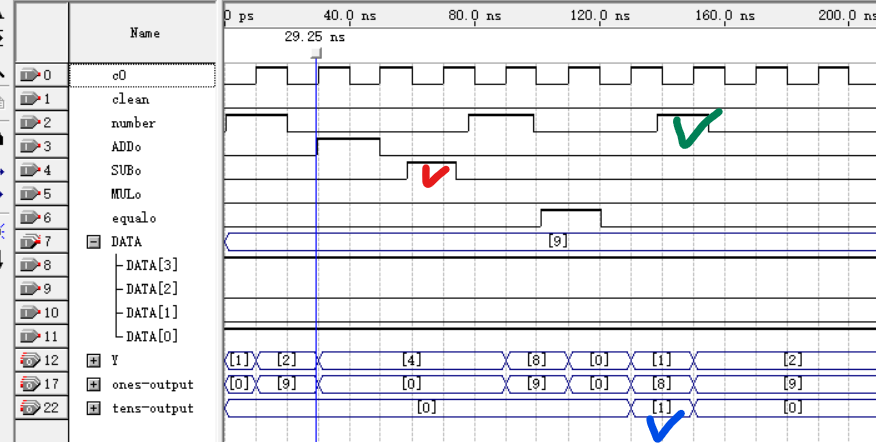 0 ps 40.0 ns 80.0 ns 120.0 ns 160.0 ns 200.0 ns
Name
29.25 ns
0 c0
1 clean
2 number
3 ADDo
4 SUBo
5 MULo
6 equalo
7 DATA [9]
8 DATA[3]
9 DATA[2]
10 DATA[1]
11 DATA[0]
12 Y [1] [2] [4] [8] [0] [1] [2]
17 ones-output [0] [9] [0] [9] [0] [8] [9]
22 tens-output [0] [1] [0]